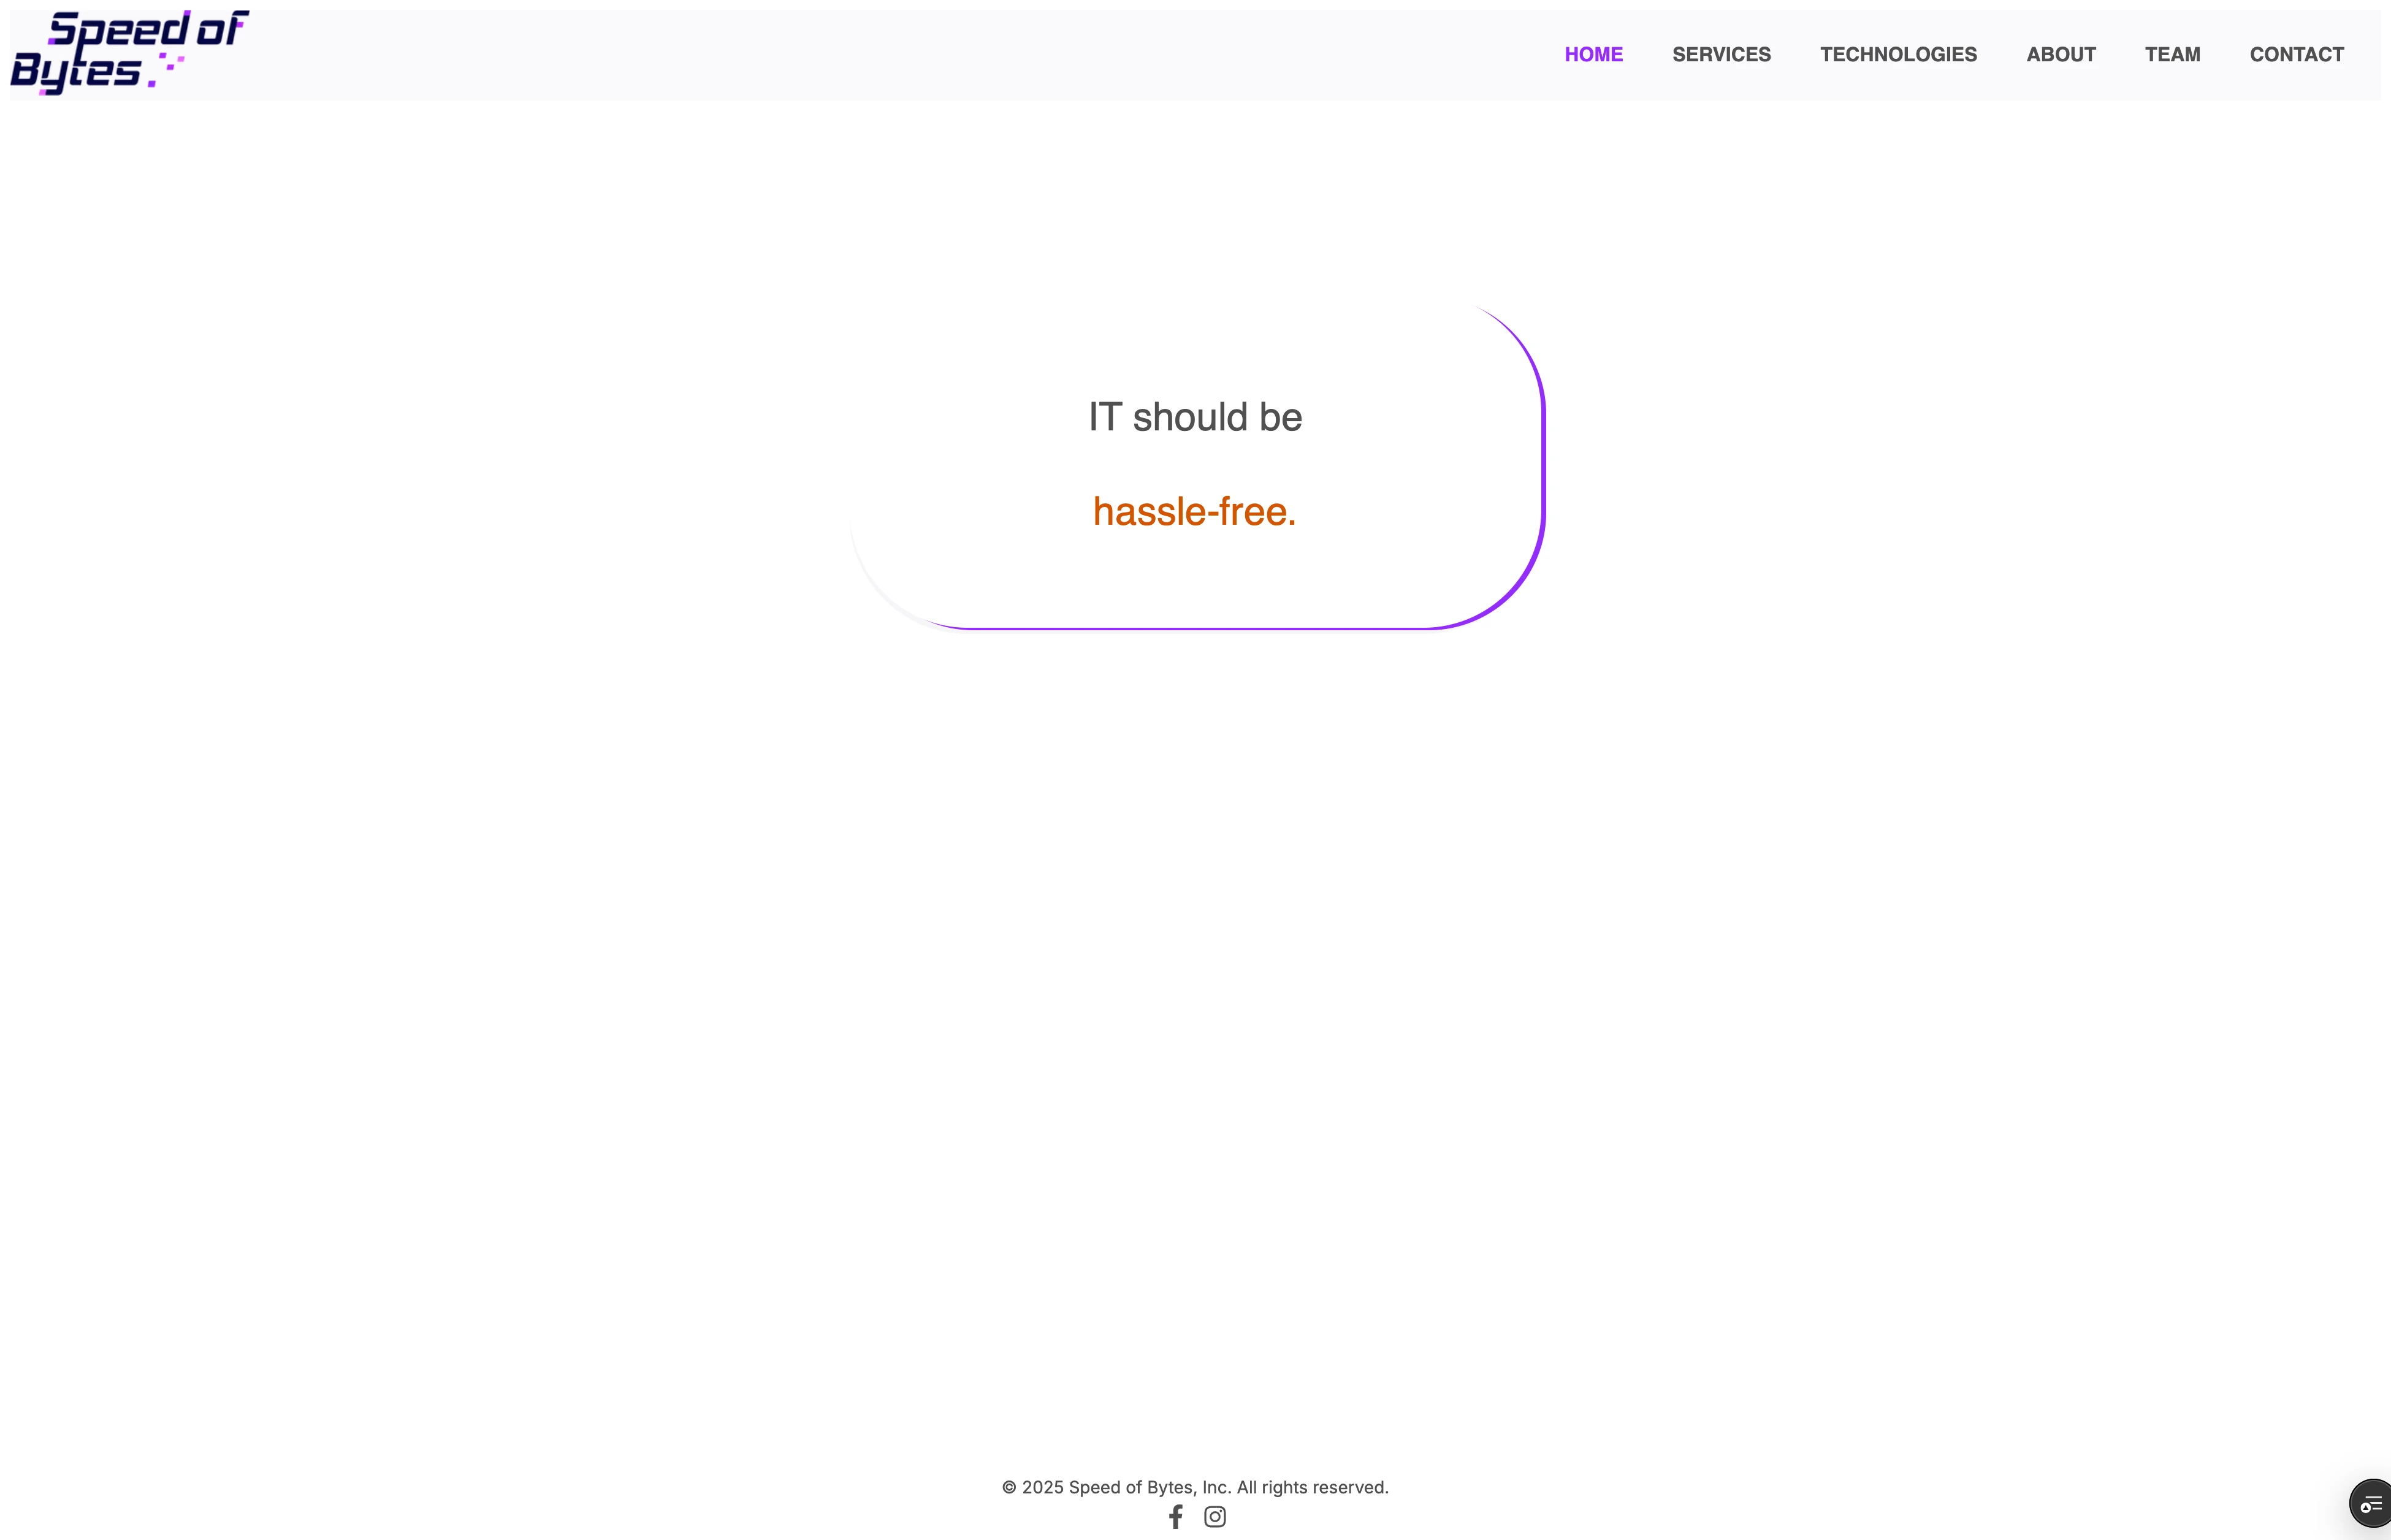 Speed of
Bytes
HOME SERVICES TECHNOLOGIES ABOUT TEAM CONTACT
IT should be
hassle-free.
© 2025 Speed of Bytes, Inc. All rights reserved.